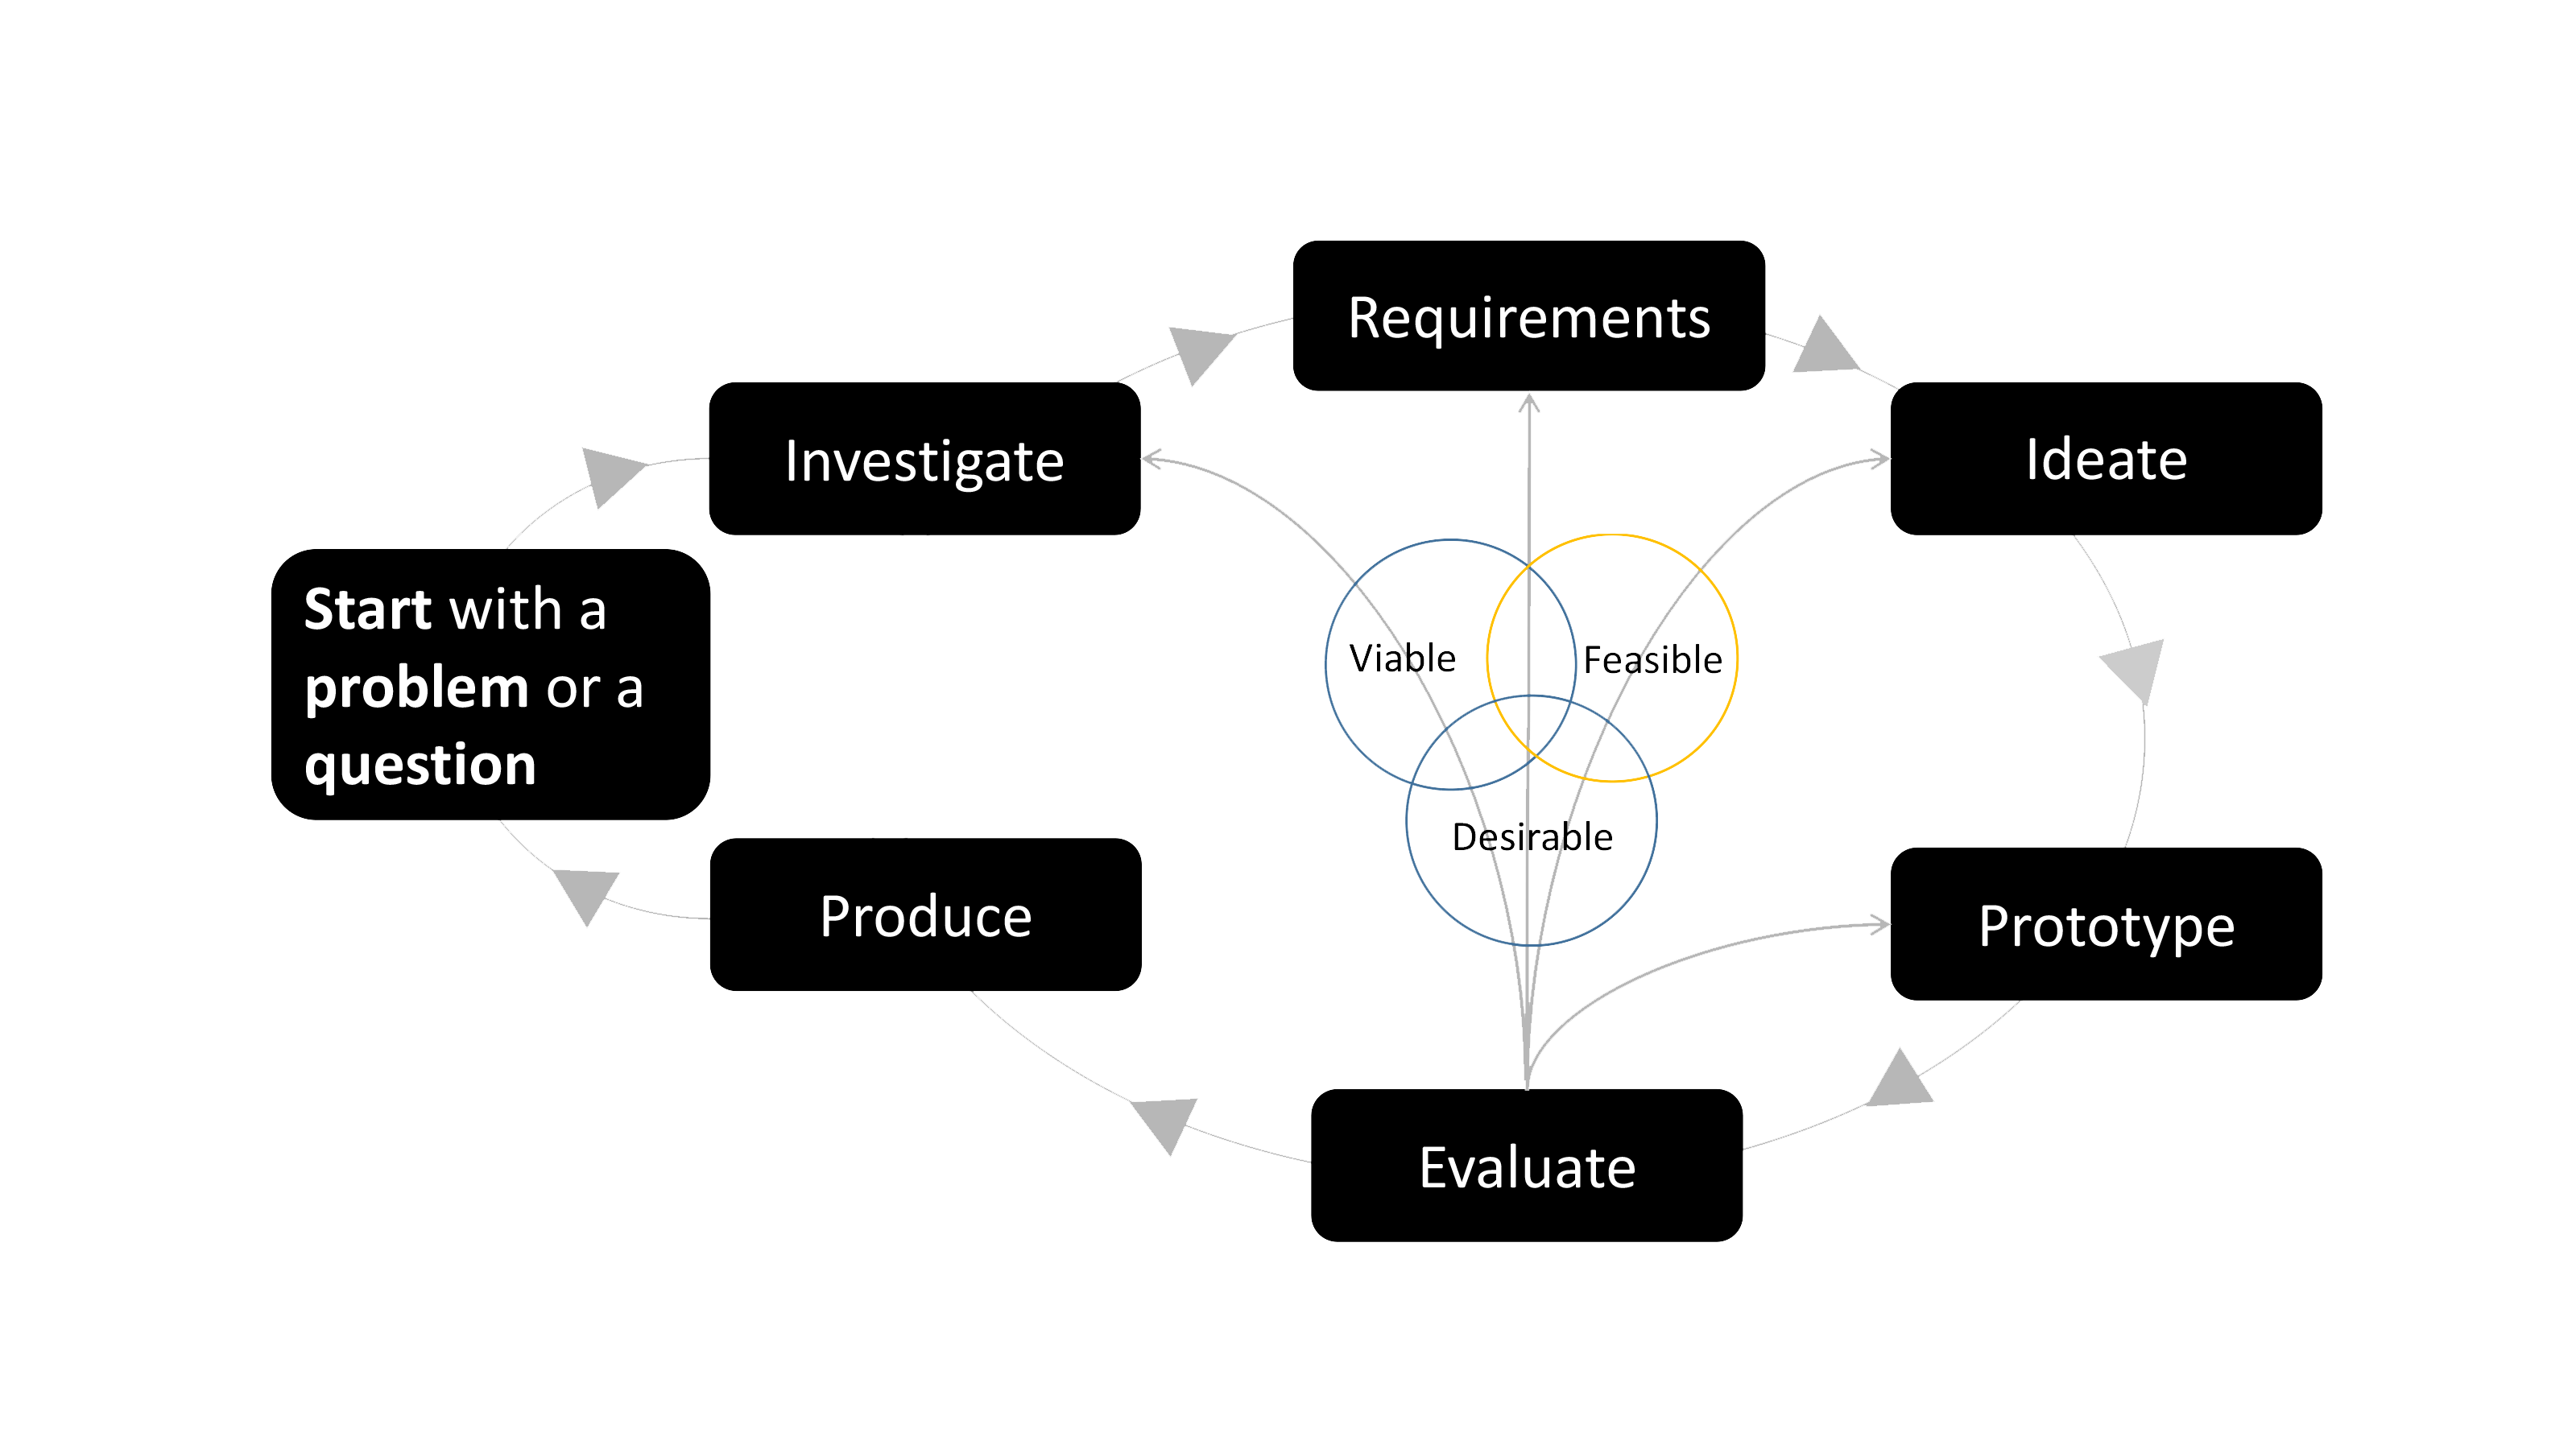 Requirements
Investigate
Ideate
Start with a
problem or a
question
Viable
Feasible
Desirable
Produce
Prototype
Evaluate